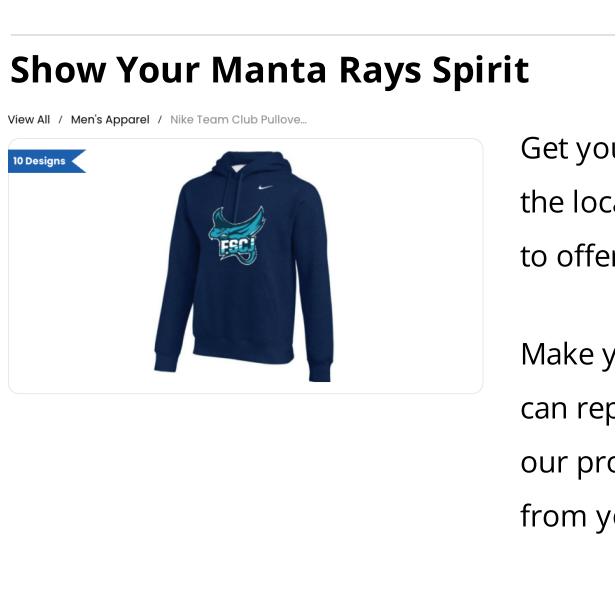 Show Your Manta Rays Spirit
View All / Men's Apparel / Nike Team Club Pullove...
10 Designs
FSCJ
Get you
the loca
to offer
Make y
can rep
our pro
from yo